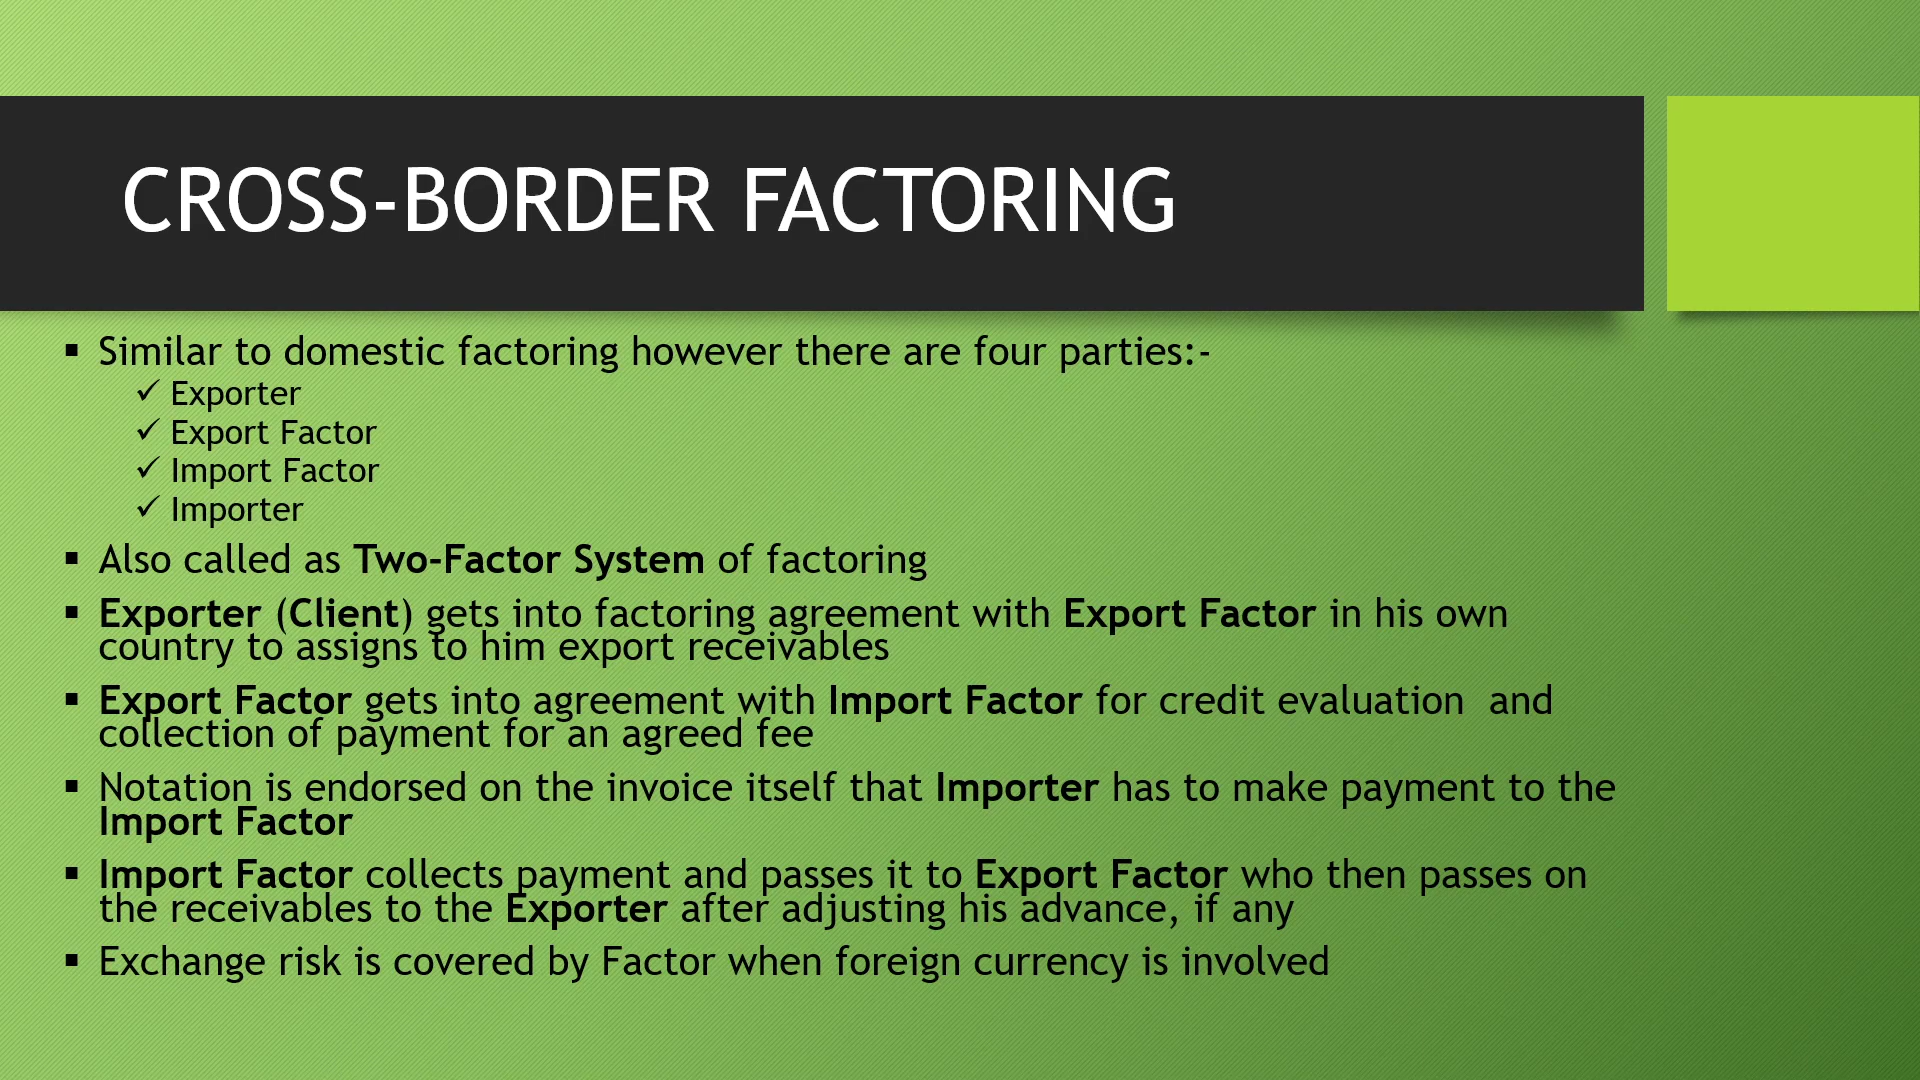 CROSS-BORDER FACTORING
▪ Similar to domestic factoring however there are four parties:-
✓ Exporter
✓ Export Factor
✓ Import Factor
✓ Importer
▪ Also called as Two-Factor System of factoring
▪ Exporter (Client) gets into factoring agreement with Export Factor in his own
country to assigns to him export receivables
▪ Export Factor gets into agreement with Import Factor for credit evaluation  and
collection of payment for an agreed fee
▪ Notation is endorsed on the invoice itself that Importer has to make payment to the
Import Factor
▪ Import Factor collects payment and passes it to Export Factor who then passes on
the receivables to the Exporter after adjusting his advance, if any
▪ Exchange risk is covered by Factor when foreign currency is involved